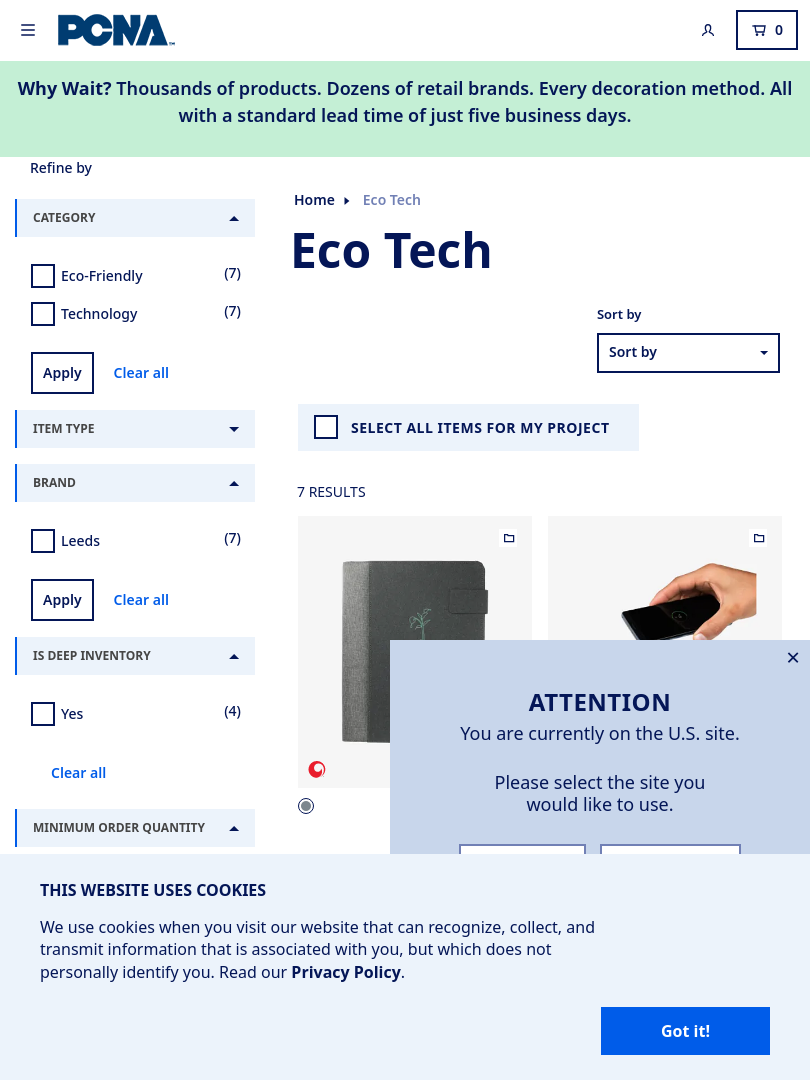 PCNA
0
Why Wait? Thousands of products. Dozens of retail brands. Every decoration method. All
with a standard lead time of just five business days.
Refine by
CATEGORY
Eco-Friendly (7)
Technology (7)
Apply Clear all
ITEM TYPE
BRAND
Leeds (7)
Apply Clear all
IS DEEP INVENTORY
Yes (4)
Clear all
MINIMUM ORDER QUANTITY
Home Eco Tech
Eco Tech
Sort by
Sort by
SELECT ALL ITEMS FOR MY PROJECT
7 RESULTS
ATTENTION
You are currently on the U.S. site.
Please select the site you
would like to use.
THIS WEBSITE USES COOKIES
We use cookies when you visit our website that can recognize, collect, and
transmit information that is associated with you, but which does not
personally identify you. Read our Privacy Policy.
Got it!